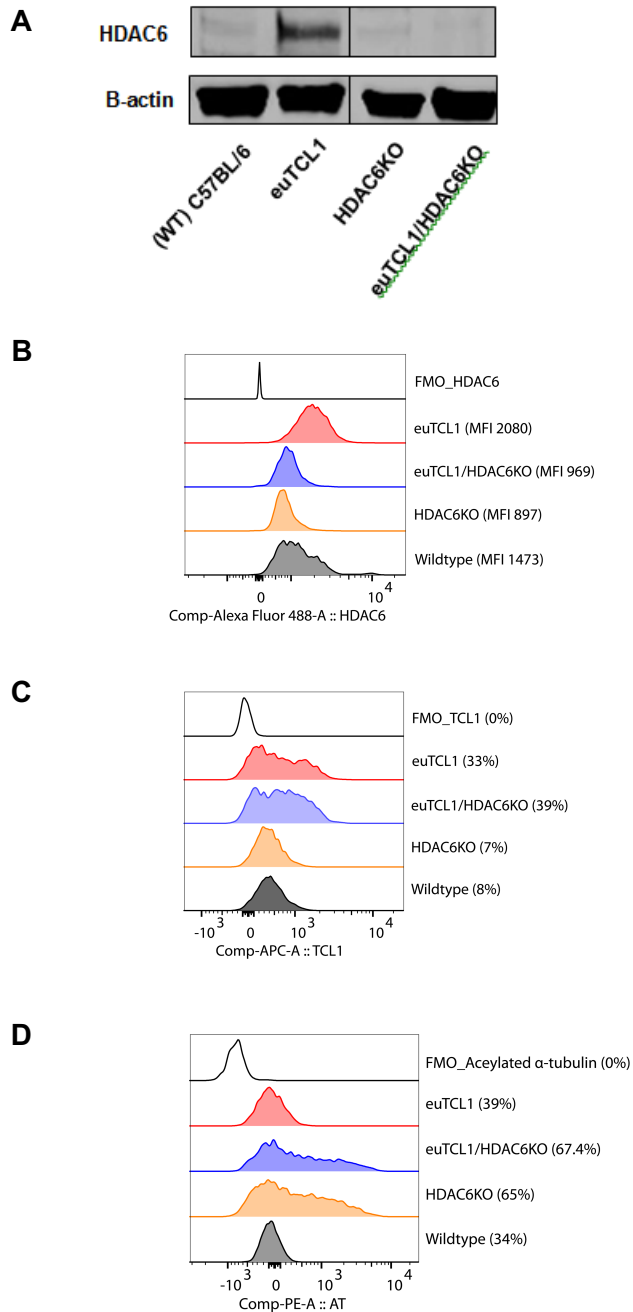 A
HDAC6
B-actin
(WT) C57BL/6
euTCL1
HDAC6KO
euTCL1/HDAC6KO
B
FMO_HDAC6
euTCL1 (MFI 2080)
euTCL1/HDAC6KO (MFI 969)
HDAC6KO (MFI 897)
Wildtype (MFI 1473)
0 10 4
Comp-Alexa Fluor 488-A :: HDAC6
C
FMO_TCL1 (0%)
euTCL1 (33%)
euTCL1/HDAC6KO (39%)
HDAC6KO (7%)
Wildtype (8%)
-10 3 0 10 3 10 4
Comp-APC-A :: TCL1
D
FMO_Aceylated α-tubulin (0%)
euTCL1 (39%)
euTCL1/HDAC6KO (67.4%)
HDAC6KO (65%)
Wildtype (34%)
-10 3 0 10 3 10 4
Comp-PE-A :: AT